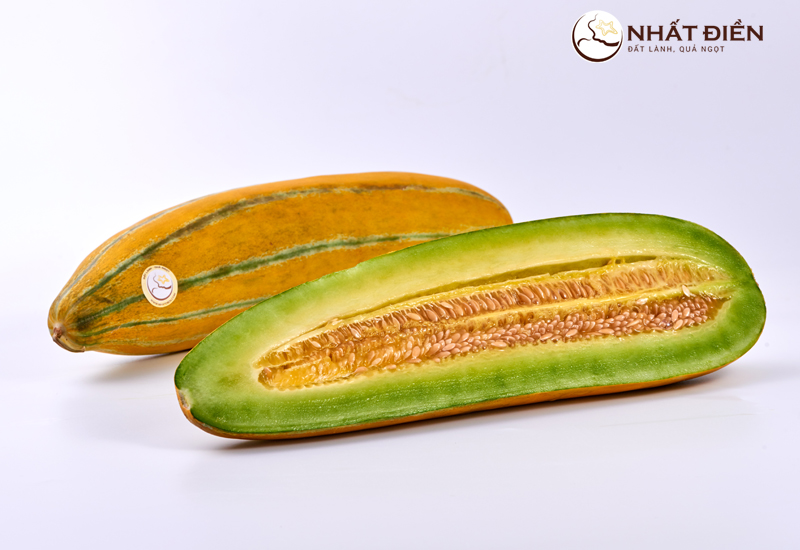 NHẤT ĐIỀN
ĐẤT LÀNH, QUẢ NGỌT